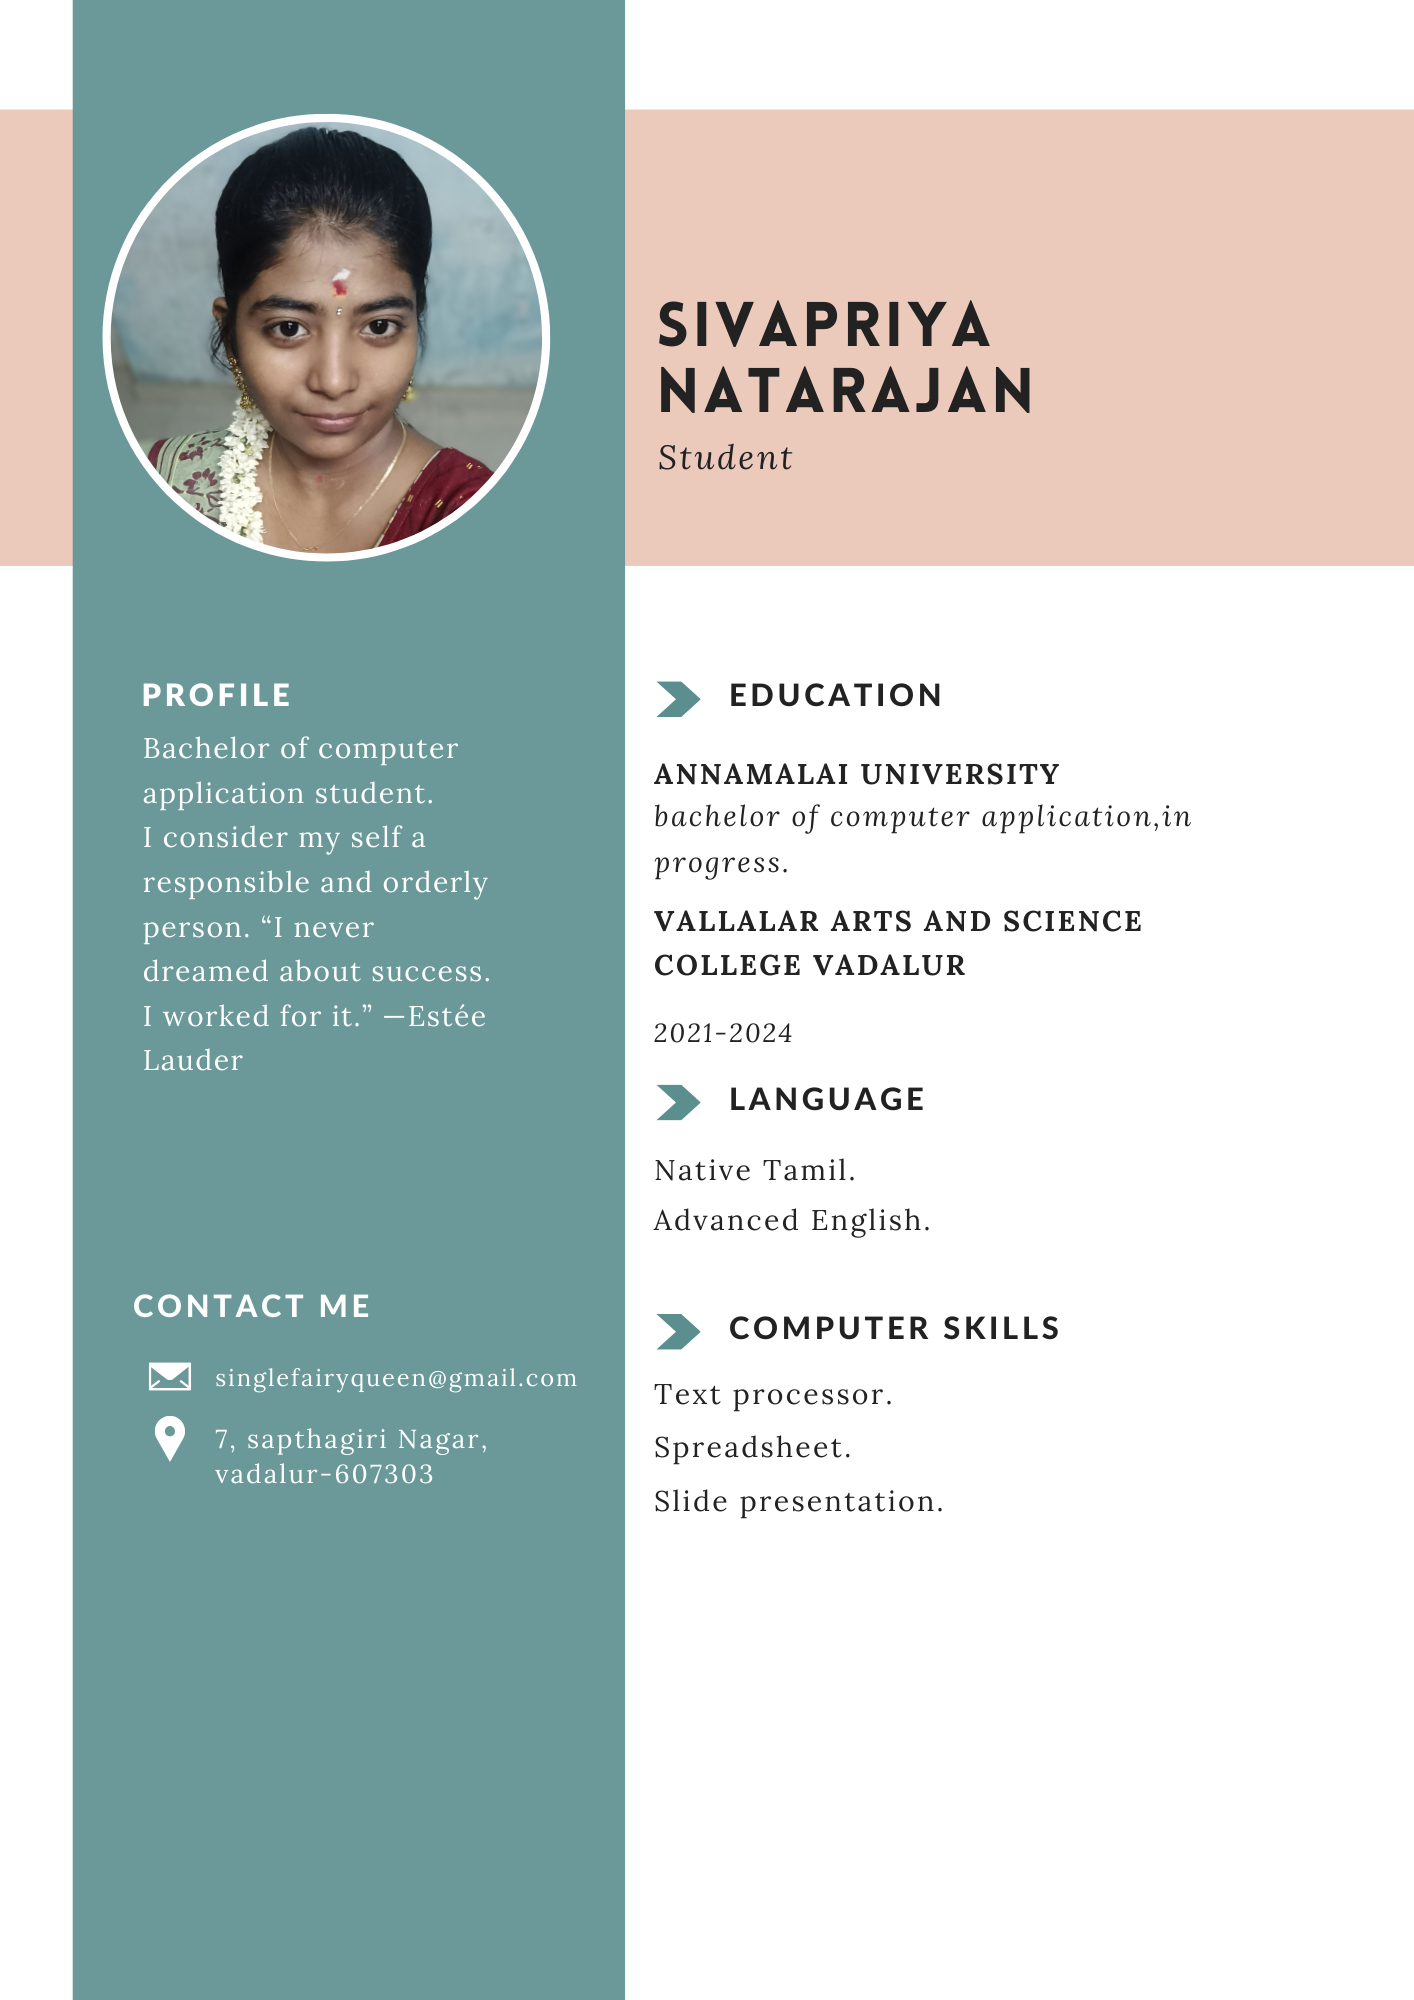 SIVAPRIYA
NATARAJAN
Student
PROFILE
Bachelor of computer
application student.
I consider my self a
responsible and orderly
person. “I never
dreamed about success.
I worked for it.” —Estée
Lauder
CONTACT ME
singlefairyqueen@gmail.com
7, sapthagiri Nagar,
vadalur-607303
EDUCATION
ANNAMALAI UNIVERSITY
bachelor of computer application,in
progress.
VALLALAR ARTS AND SCIENCE
COLLEGE VADALUR
2021-2024
LANGUAGE
Native Tamil.
Advanced English.
COMPUTER SKILLS
Text processor.
Spreadsheet.
Slide presentation.